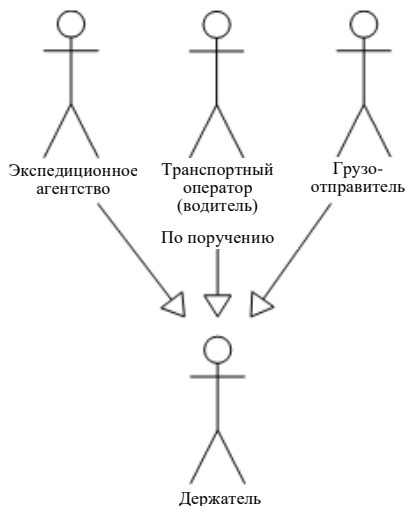 Экспедиционное
агентство
Транспортный
оператор
(водитель)
Грузо-
отправитель
По поручению
Держатель